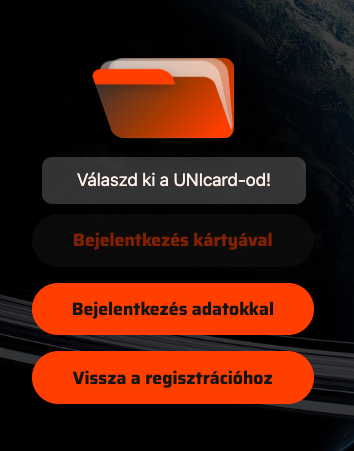 Válaszd ki a UNIcard-od!
Bejelentkezés kártyával
Bejelentkezés adatokkal
Vissza a regisztrációhoz